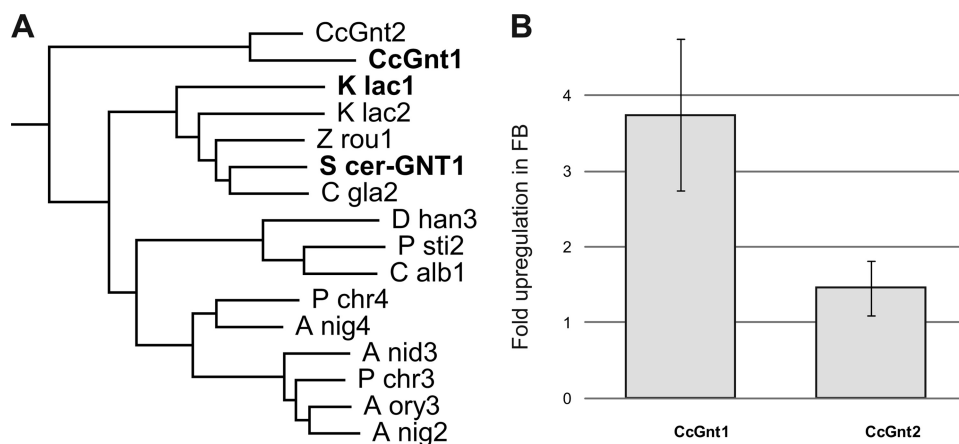 A
CcGnt2
CcGnt1
K lac1
K lac2
Z rou1
S cer-GNT1
C gla2
D han3
P sti2
C alb1
P chr4
A nig4
A nid3
P chr3
A ory3
A nig2
B
Fold upregulation in FB
4
3
2
1
0
CcGnt1 CcGnt2